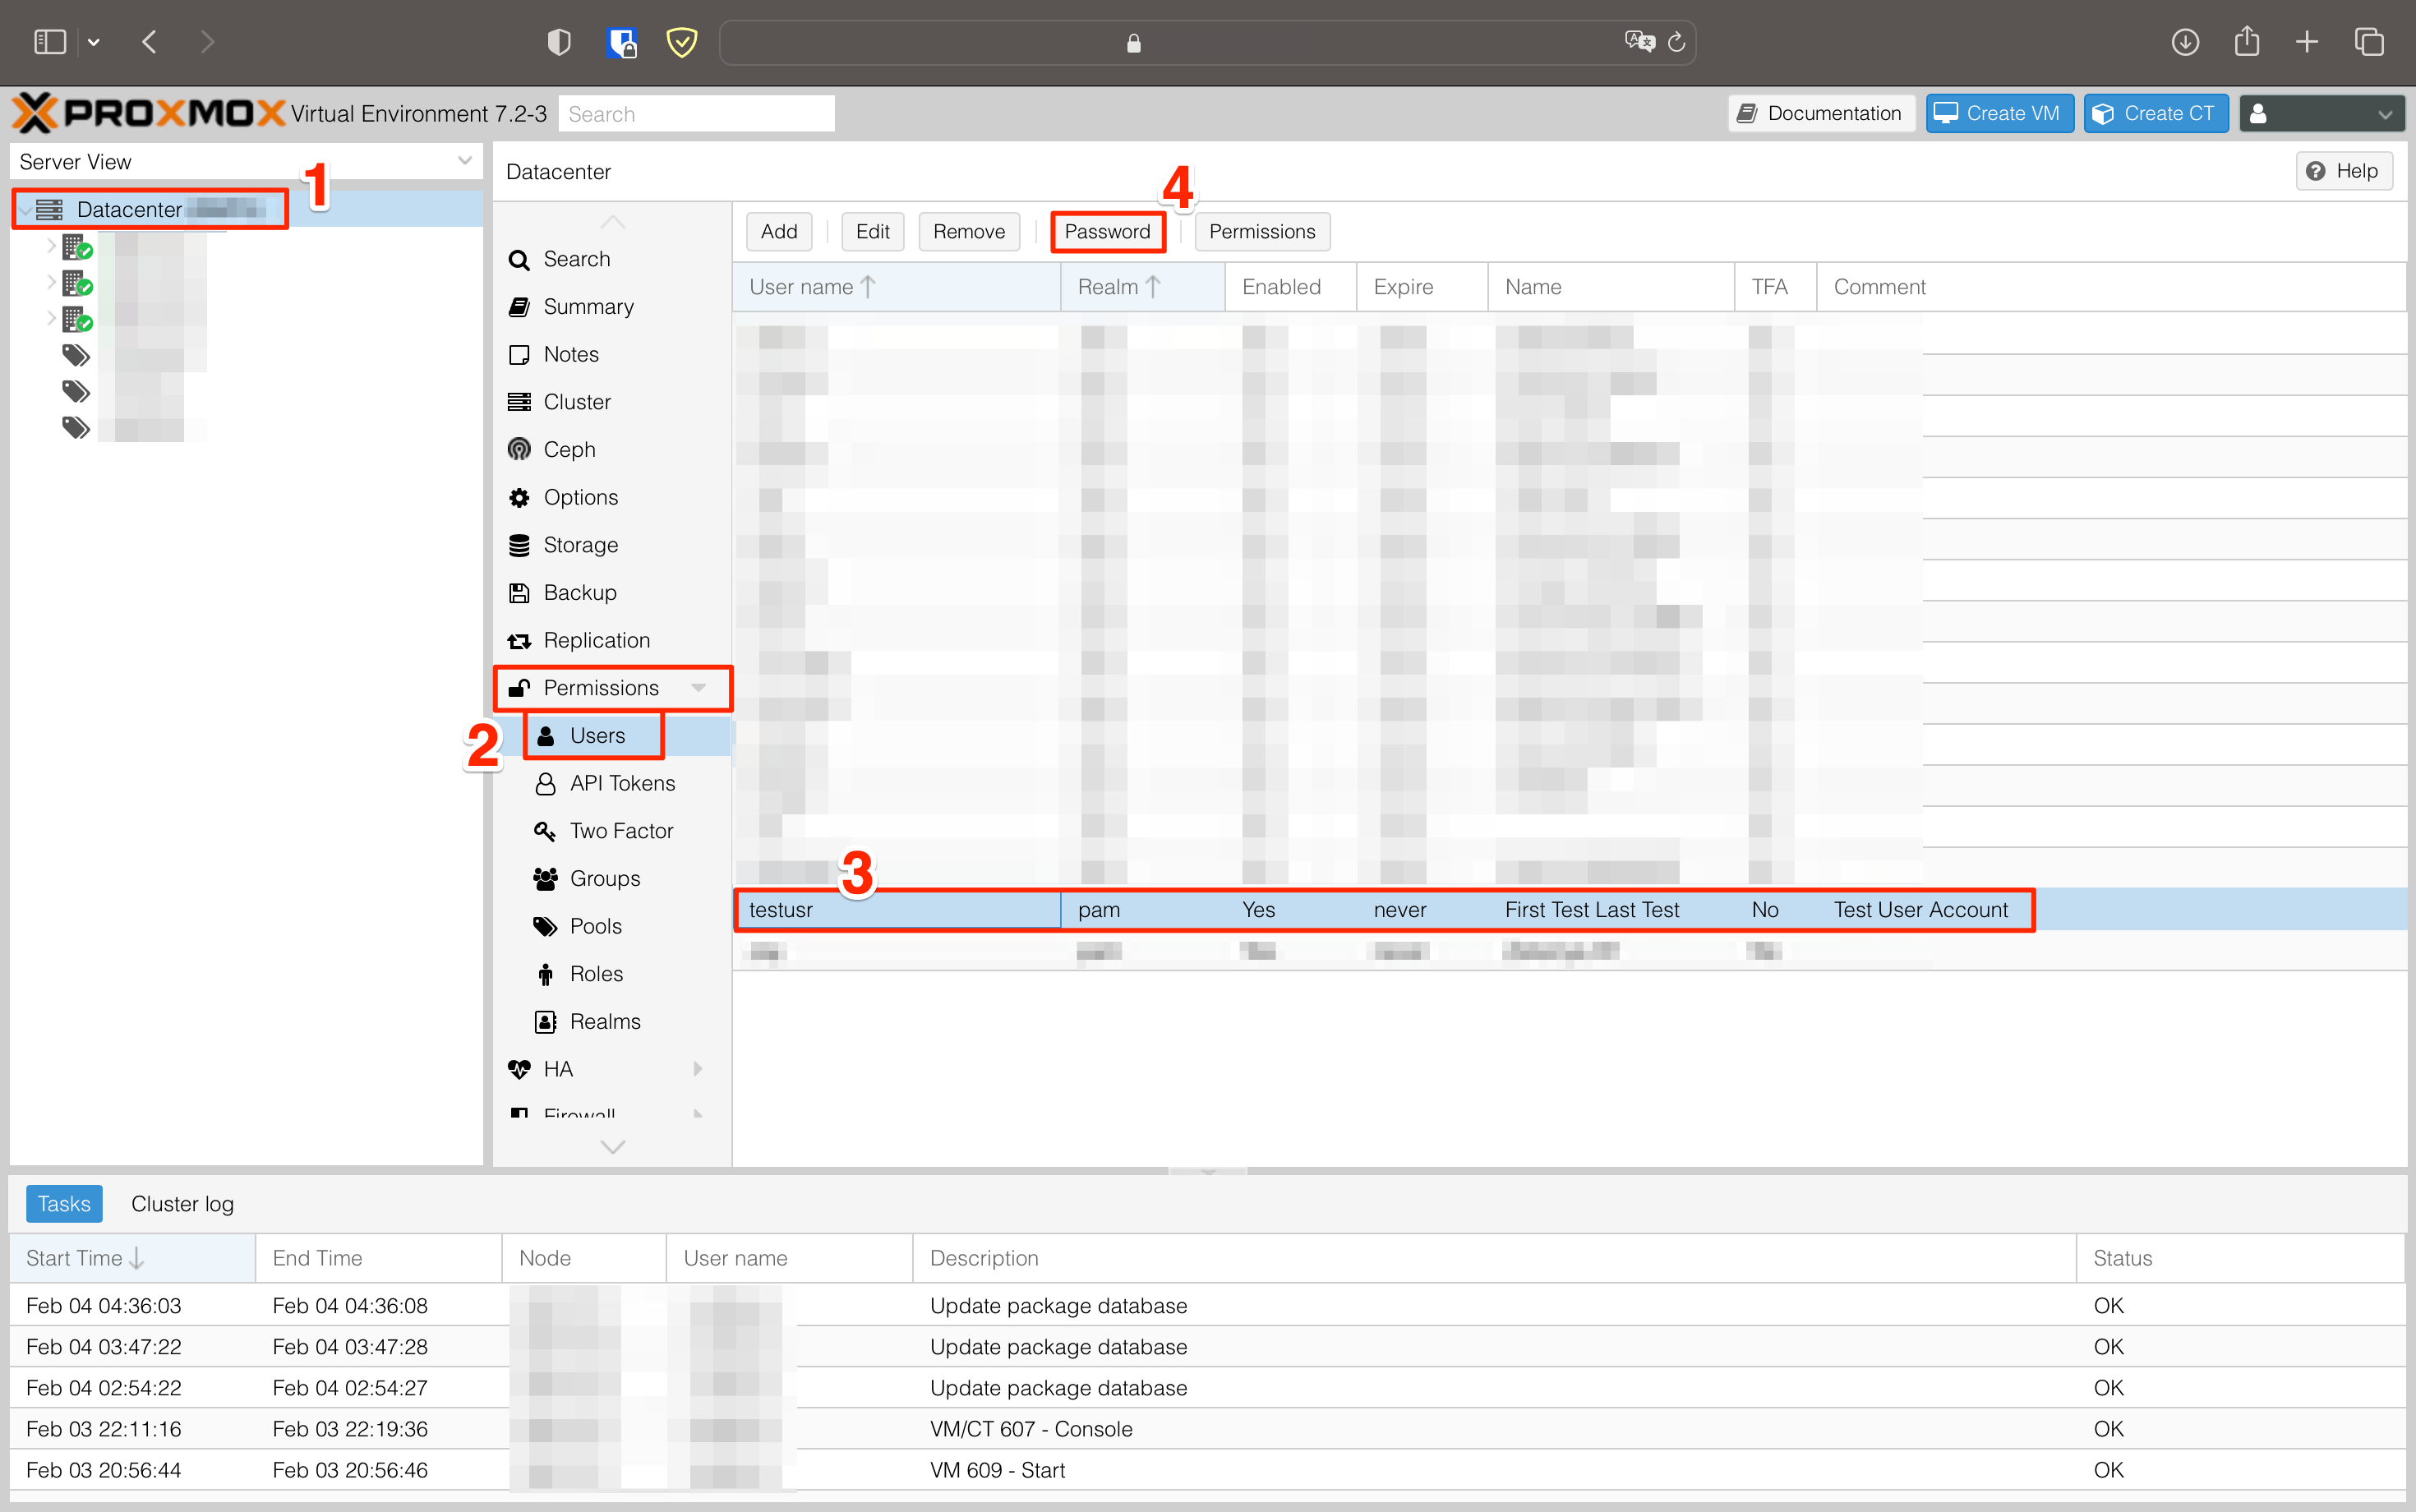 PROXMOX Virtual Environment 7.2-3 Search Documentation Create VM Create CT
Server View
1
Datacenter
Datacenter
Help
4
Add Edit Remove Password Permissions
Search
Summary
Notes
Cluster
Ceph
Options
Storage
Backup
Replication
Permissions
2
Users
API Tokens
Two Factor
Groups
Pools
Roles
Realms
HA
Firewall
User name Realm Enabled Expire Name TFA Comment
3
testusr pam Yes never First Test Last Test No Test User Account
Tasks Cluster log
Start Time End Time Node User name Description Status
Feb 04 04:36:03 Feb 04 04:36:08 Update package database OK
Feb 04 03:47:22 Feb 04 03:47:28 Update package database OK
Feb 04 02:54:22 Feb 04 02:54:27 Update package database OK
Feb 03 22:11:16 Feb 03 22:19:36 VM/CT 607 - Console OK
Feb 03 20:56:44 Feb 03 20:56:46 VM 609 - Start OK